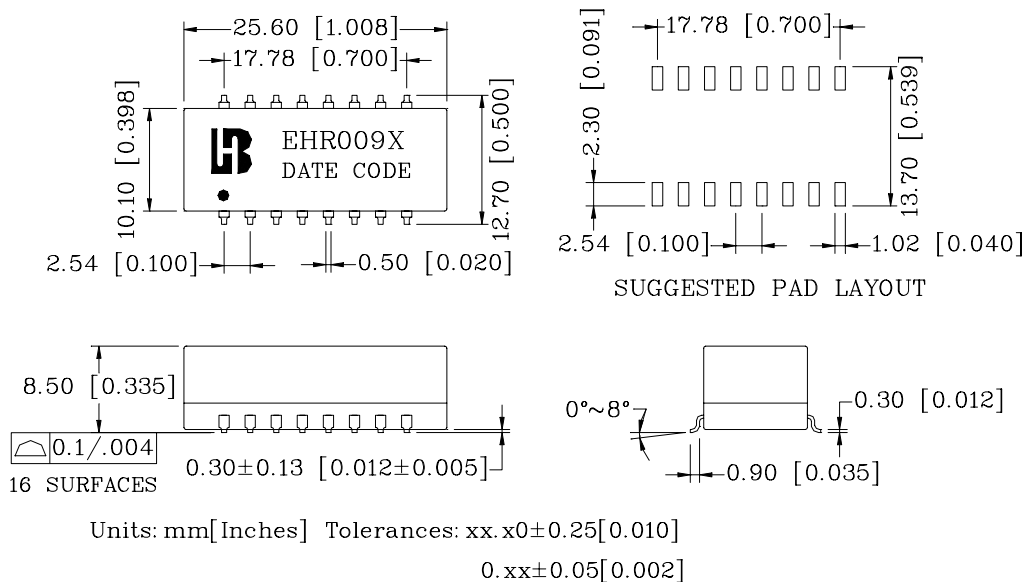 25.60 [1.008]
17.78 [0.700]
10.10 [0.398]
EHR009X
DATE CODE
12.70 [0.500]
2.54 [0.100]
0.50 [0.020]
17.78 [0.700]
2.30 [0.091]
13.70 [0.539]
2.54 [0.100]
1.02 [0.040]
SUGGESTED PAD LAYOUT
8.50 [0.335]
0.1/.004
16 SURFACES
0.30±0.13 [0.012±0.005]
0°~8°
0.30 [0.012]
0.90 [0.035]
Units: mm[Inches] Tolerances: xx.x0±0.25[0.010]
0.xx±0.05[0.002]